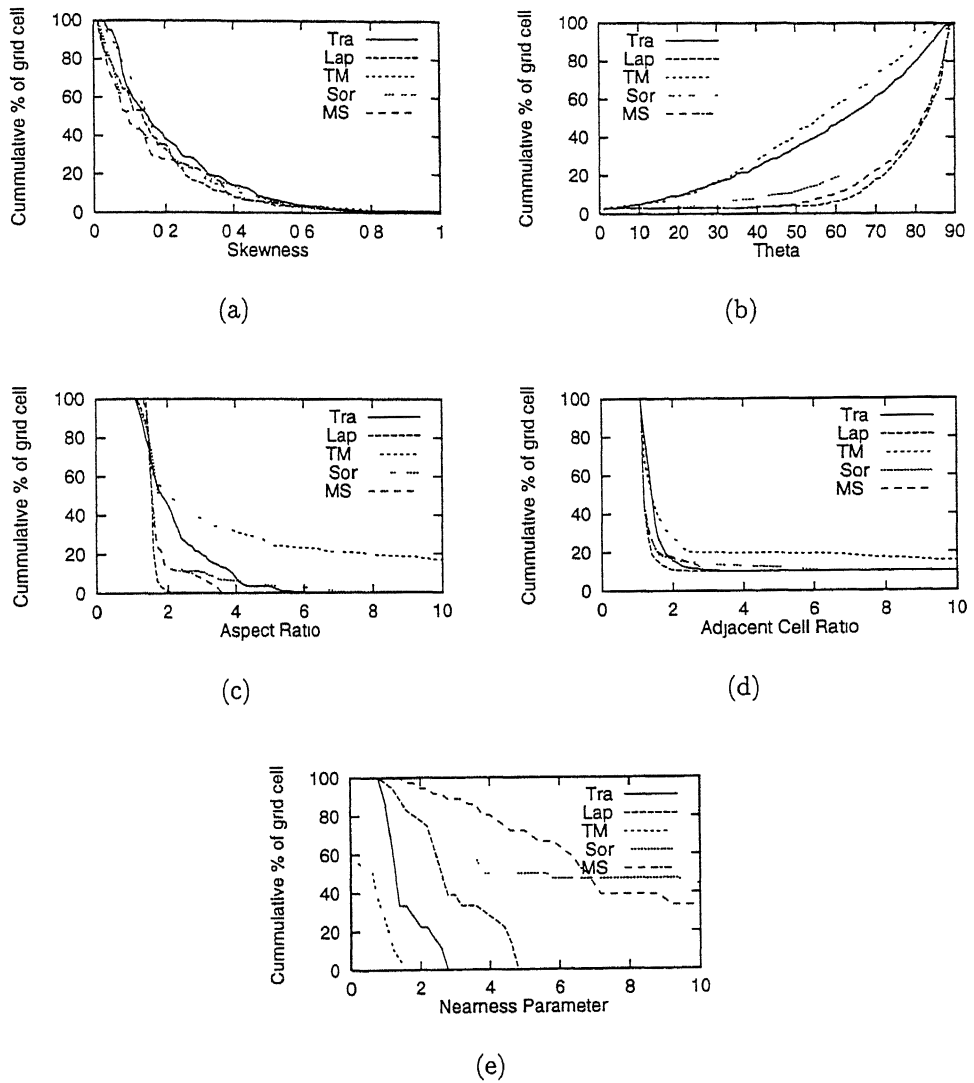 Cummulative % of grid cell
100
80
60
40
20
0
Tra
Lap
TM
Sor
MS
0
0 2
0 4
0 6
0 8
1
Skewness
(a)
Cummulative % of grid cell
100
80
60
40
20
0
Tra
Lap
TM
Sor
MS
0
10
20
30
40
50
60
70
80
90
Theta
(b)
Cummulative % of grid cell
100
80
60
40
20
0
Tra
Lap
TM
Sor
MS
0
2
4
6
8
10
Aspect Ratio
(c)
Cummulative % of grid cell
100
80
60
40
20
0
Tra
Lap
TM
Sor
MS
0
2
4
6
8
10
Adjacent Cell Ratio
(d)
Cummulative % of grid cell
100
80
60
40
20
0
Tra
Lap
TM
Sor
MS
0
2
4
6
8
10
Nearness Parameter
(e)